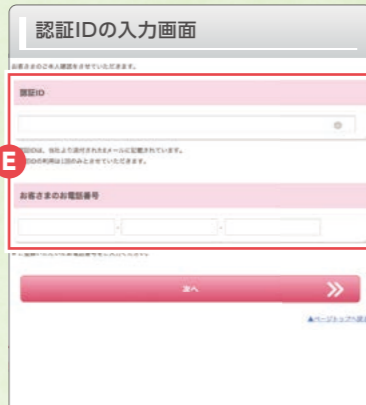 認証IDの入力画面
お客さまのご本人確認をさせていただきます。
認証ID
IDは、当社より送付されたEメールに記載されています。
IDの利用は1回のみとさせていただきます。
E
お客さまのお電話番号
- -
次へ
▲ページトップへ戻る